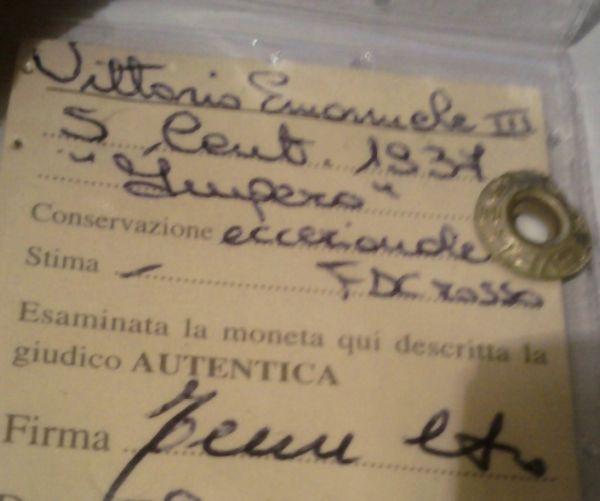 Vittorio Emanuele III
5 Cent. 1937
"Impero"
Conservazione eccezionale
Stima — FDC rosso
Esaminata la moneta qui descritta la
giudico AUTENTICA
Firma